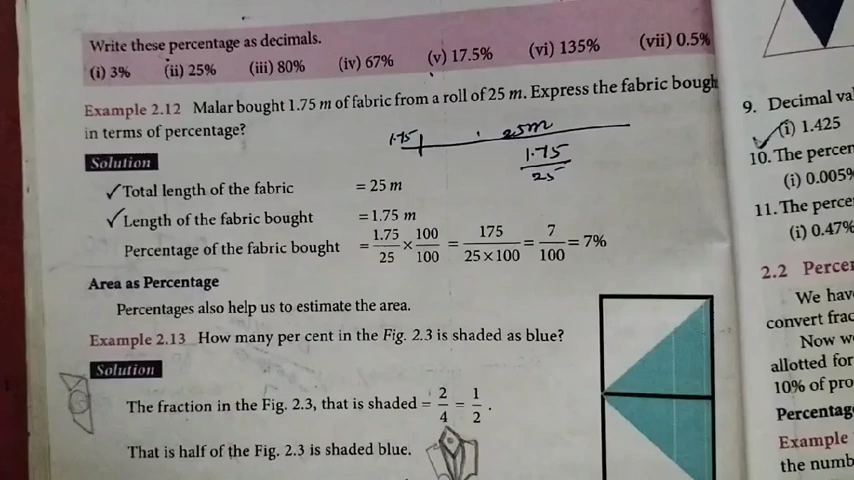 Write these percentage as decimals.
(i) 3% (ii) 25% (iii) 80% (iv) 67% (v) 17.5% (vi) 135% (vii) 0.5%
Example 2.12 Malar bought 1.75 m of fabric from a roll of 25 m. Express the fabric bough
in terms of percentage?
1.75 25m
1.75
25
Solution
Total length of the fabric = 25 m
Length of the fabric bought = 1.75 m
Percentage of the fabric bought = 1.75/25 × 100/100 = 175/25×100 = 7/100 = 7%
Area as Percentage
Percentages also help us to estimate the area.
Example 2.13 How many per cent in the Fig. 2.3 is shaded as blue?
Solution
The fraction in the Fig. 2.3, that is shaded = 2/4 = 1/2 .
That is half of the Fig. 2.3 is shaded blue.
9. Decimal va
(i) 1.425
10. The percen
(i) 0.005%
11. The perce
(i) 0.47%
2.2 Percen
We have
convert frac
Now we
allotted for
10% of pro
Percentag
Example
the numb